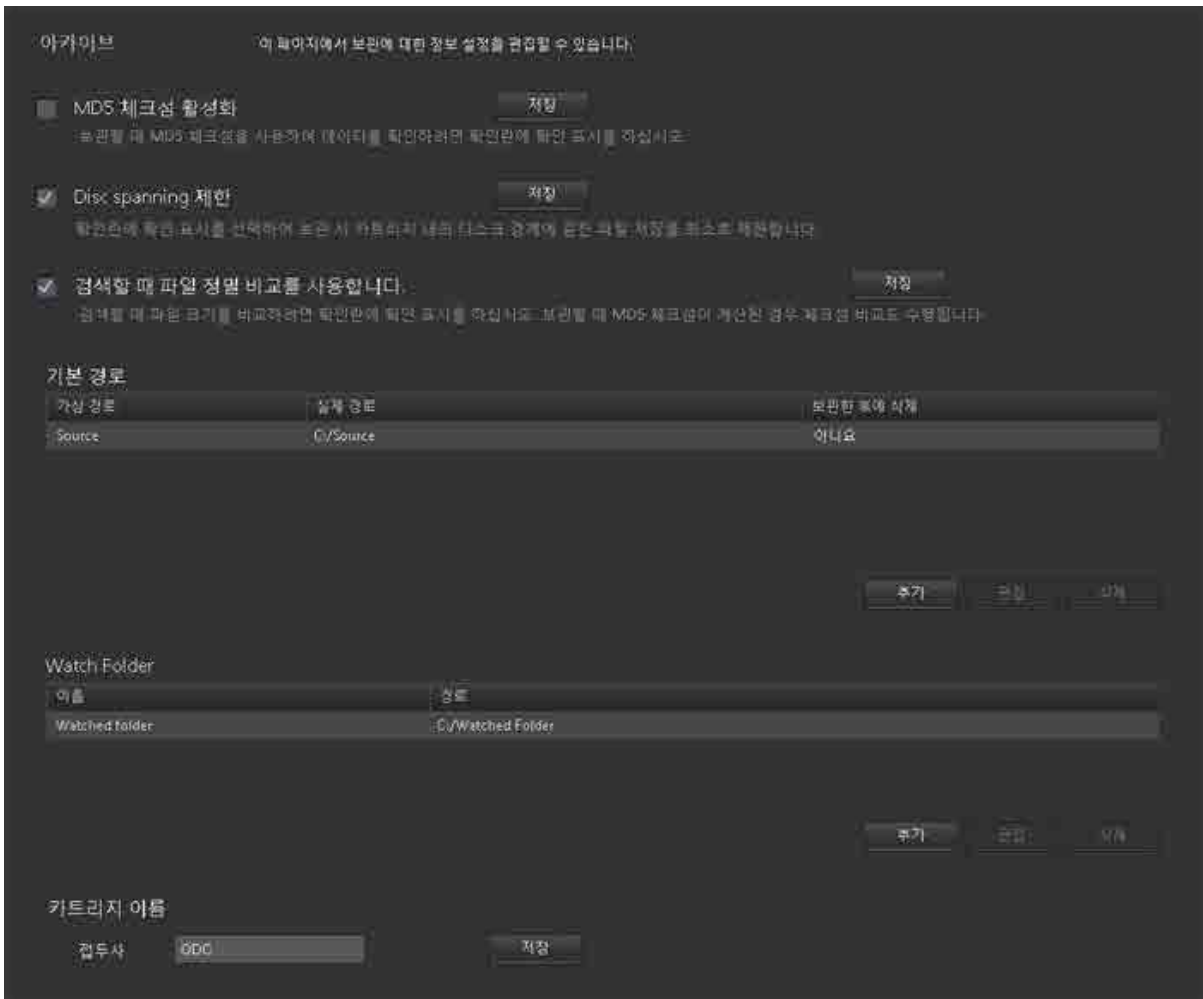 아카이브 이 페이지에서 보관에 대한 정보 설정을 편집할 수 있습니다.
MD5 체크섬 활성화 저장
보관할 때 MD5 체크섬을 사용하여 데이터를 확인하려면 확인란에 확인 표시를 하십시오.
Disc spanning 제한 저장
확인란에 확인 표시를 선택하여 보관 시 카트리지 내의 디스크 경계에 걸친 파일 저장을 최소로 제한합니다.
검색할 때 파일 정밀 비교를 사용합니다. 저장
검색할 때 파일 크기를 비교하려면 확인란에 확인 표시를 하십시오. 보관할 때 MD5 체크섬이 계산된 경우 체크섬 비교도 수행됩니다.
기본 경로
가상 경로 실제 경로 보관한 후에 삭제
Source C:/Source 아니요
추가 편집 삭제
Watch Folder
이름 경로
Watched folder C:/Watched Folder
추가 편집 삭제
카트리지 이름
접두사 ODC 저장